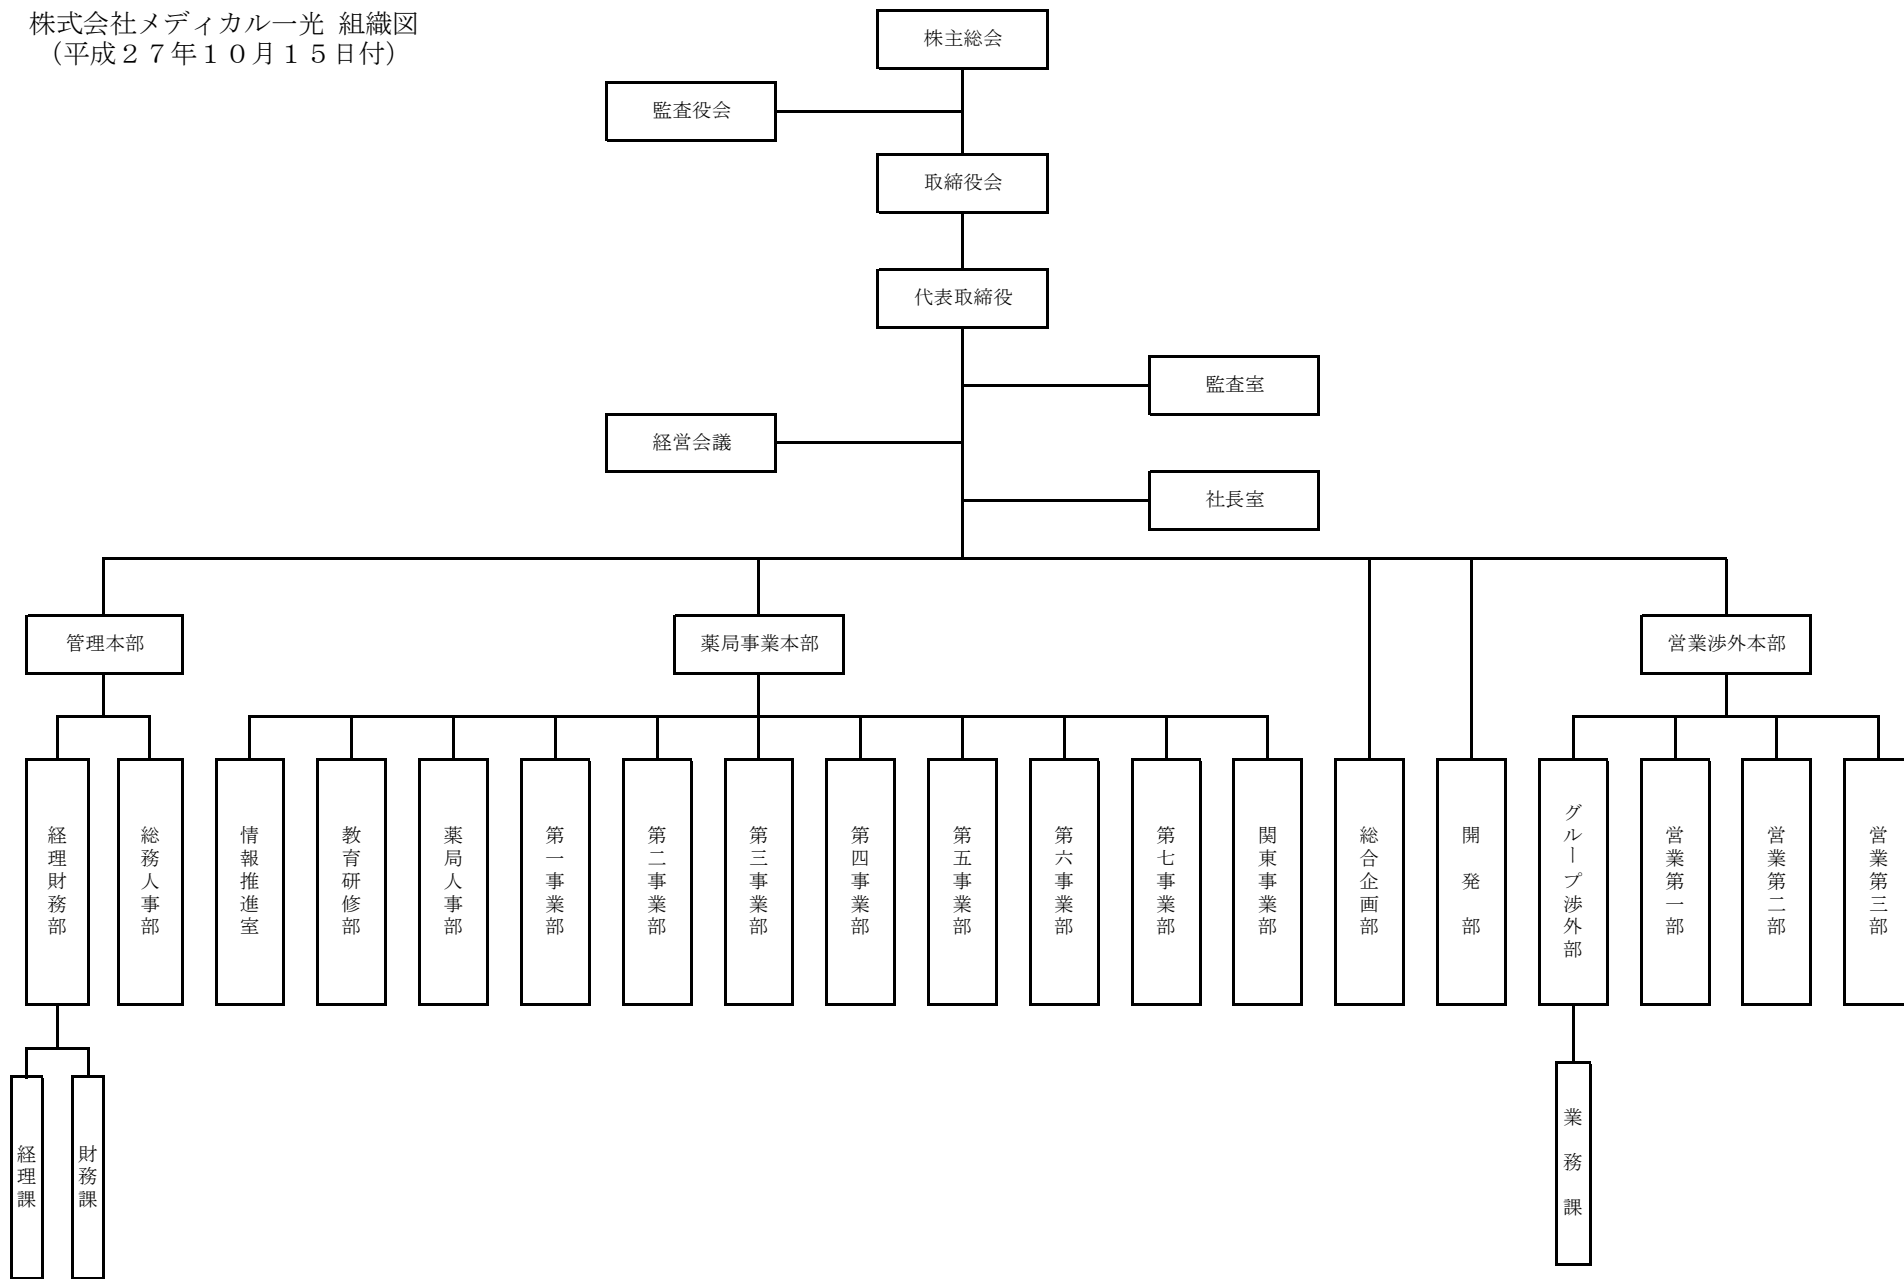 株式会社メディカル一光 組織図
（平成２７年１０月１５日付）
株主総会
監査役会
取締役会
代表取締役
監査室
経営会議
社長室
管理本部
薬局事業本部
営業渉外本部
経理財務部
総務人事部
情報推進室
教育研修部
薬局人事部
第一事業部
第二事業部
第三事業部
第四事業部
第五事業部
第六事業部
第七事業部
関東事業部
総合企画部
開発部
グループ渉外部
営業第一部
営業第二部
営業第三部
経理課
財務課
業務課